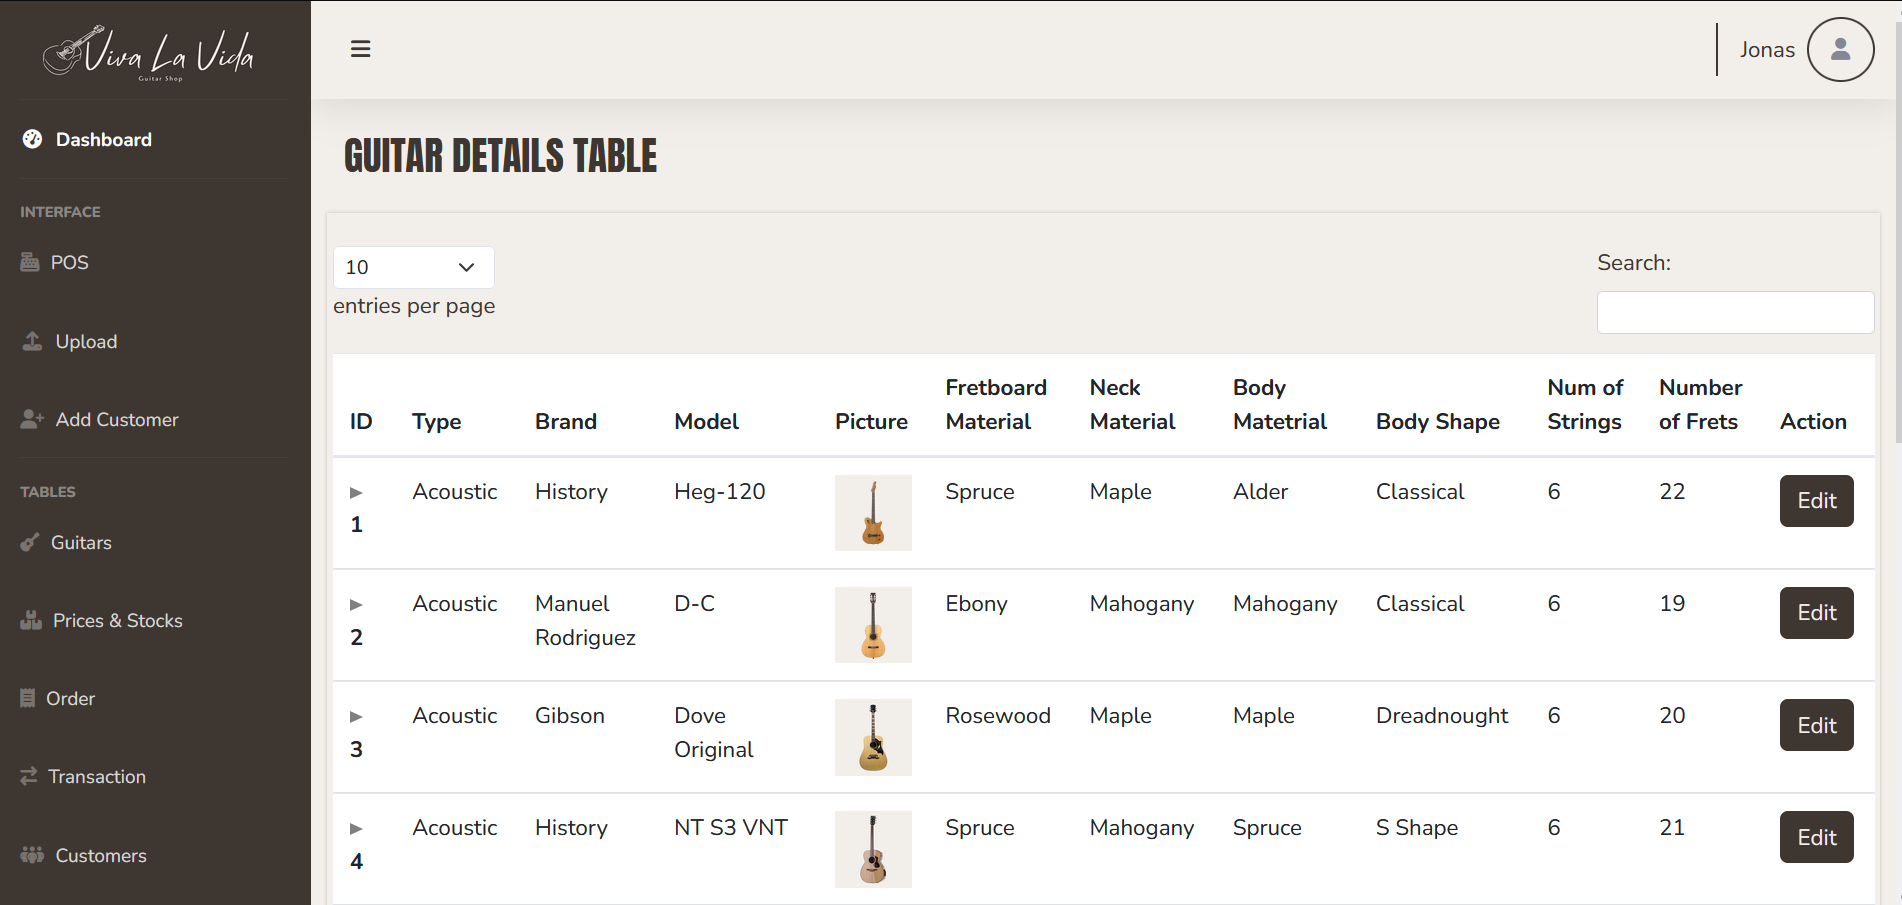 Viva La Vida
Guitar Shop
Dashboard
INTERFACE
POS
Upload
Add Customer
TABLES
Guitars
Prices & Stocks
Order
Transaction
Customers
Jonas
GUITAR DETAILS TABLE
10
entries per page
Search:
ID Type Brand Model Picture Fretboard Material Neck Material Body Matetrial Body Shape Num of Strings Number of Frets Action
1 Acoustic History Heg-120 Spruce Maple Alder Classical 6 22 Edit
2 Acoustic Manuel Rodriguez D-C Ebony Mahogany Mahogany Classical 6 19 Edit
3 Acoustic Gibson Dove Original Rosewood Maple Maple Dreadnought 6 20 Edit
4 Acoustic History NT S3 VNT Spruce Mahogany Spruce S Shape 6 21 Edit